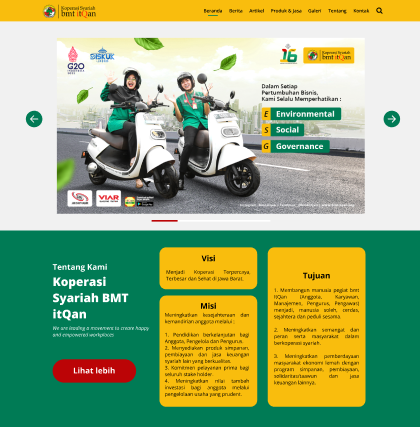 Koperasi Syariah
bmt itQan
Beranda Berita Artikel Produk & Jasa Galeri Tentang Kontak
G20
Koperasi Syariah
bmt itQan
Dalam Setiap
Pertumbuhan Bisnis,
Kami Selalu Memperhatikan :
E Environmental
S Social
G Governance
VIAR
Tentang Kami
Koperasi
Syariah BMT
itQan
We are leading a movement to create happy
and empowered workplaces
Lihat lebih
Visi
Menjadi Koperasi Terpercaya,
Terbesar dan Sehat di Jawa Barat.
Misi
Meningkatkan kesejahteraan dan
kemandirian anggota melalui :
1. Pendidikan berkelanjutan bagi
Anggota, Pengelola dan Pengurus.
2. Menyediakan produk simpanan,
pembiayaan dan jasa keuangan
syariah lain yang berkualitas.
3. Komitmen pelayanan prima bagi
seluruh stake holder.
4. Meningkatkan nilai tambah
investasi bagi anggota melalui
pengelolaan usaha yang prudent.
Tujuan
1. Membangun manusia pegiat bmt
itQan (Anggota, Karyawan,
Manajemen, Pengurus, Pengawas)
menjadi, manusia soleh, cerdas,
sejahtera dan peduli sesama.
2. Meningkatkan semangat dan
peran serta masyarakat dalam
berkoperasi syariah.
3. Meningkatkan pemberdayaan
masyarakat ekonomi lemah dengan
program simpanan, pembiayaan,
solidaritas/taawun dan jasa
keuangan lainnya.